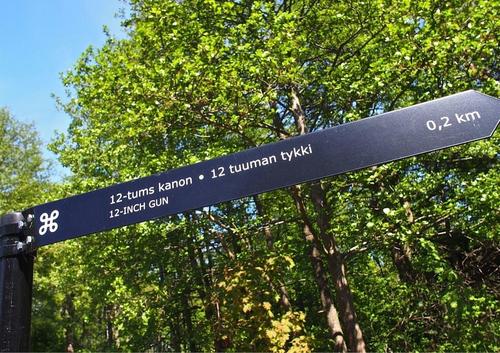 12-tums kanon • 12 tuuman tykki
12-INCH GUN
0,2 km